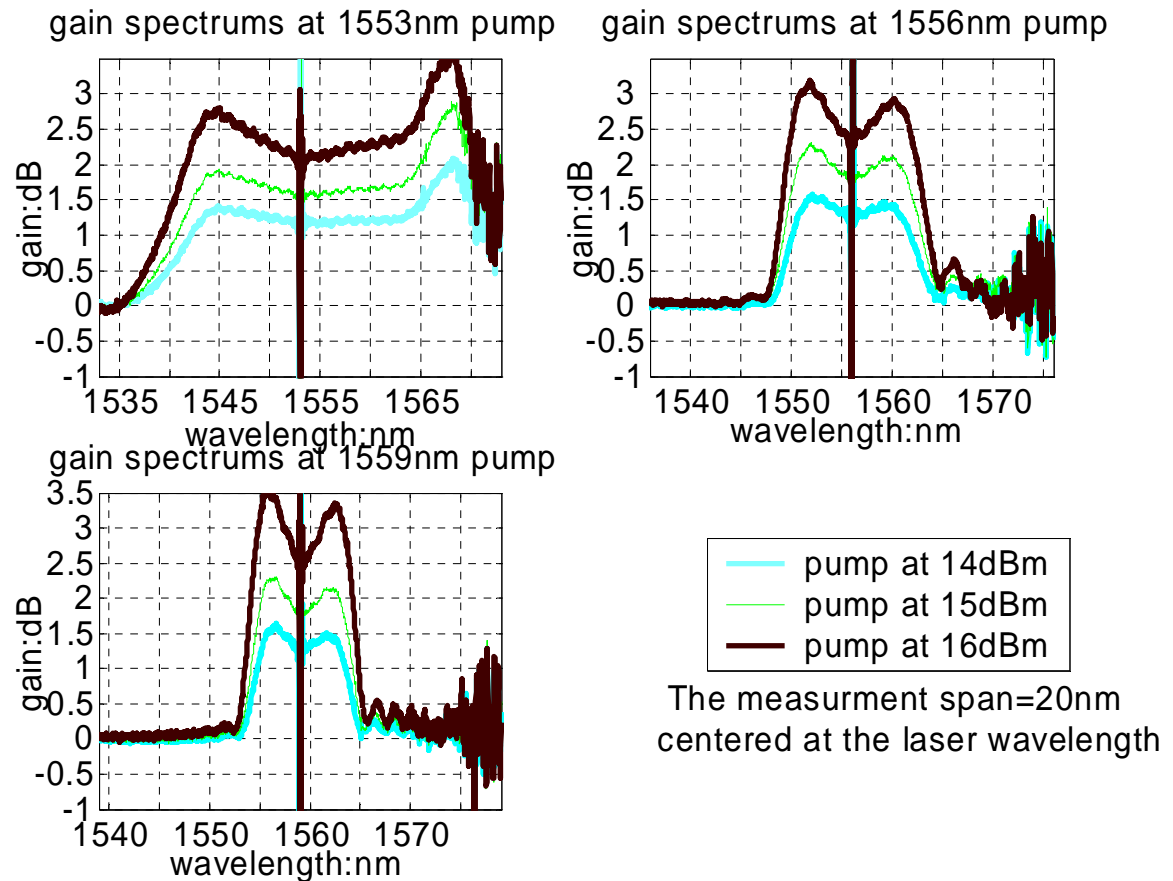 gain spectrums at 1553nm pump
3
2.5
2
1.5
1
0.5
0
-0.5
-1
gain:dB
1535 1545 1555 1565
wavelength:nm
gain spectrums at 1556nm pump
3
2.5
2
1.5
1
0.5
0
-0.5
-1
gain:dB
1540 1550 1560 1570
wavelength:nm
gain spectrums at 1559nm pump
3.5
3
2.5
2
1.5
1
0.5
0
-0.5
-1
gain:dB
1540 1550 1560 1570
wavelength:nm
pump at 14dBm
pump at 15dBm
pump at 16dBm
The measurment span=20nm
centered at the laser wavelength